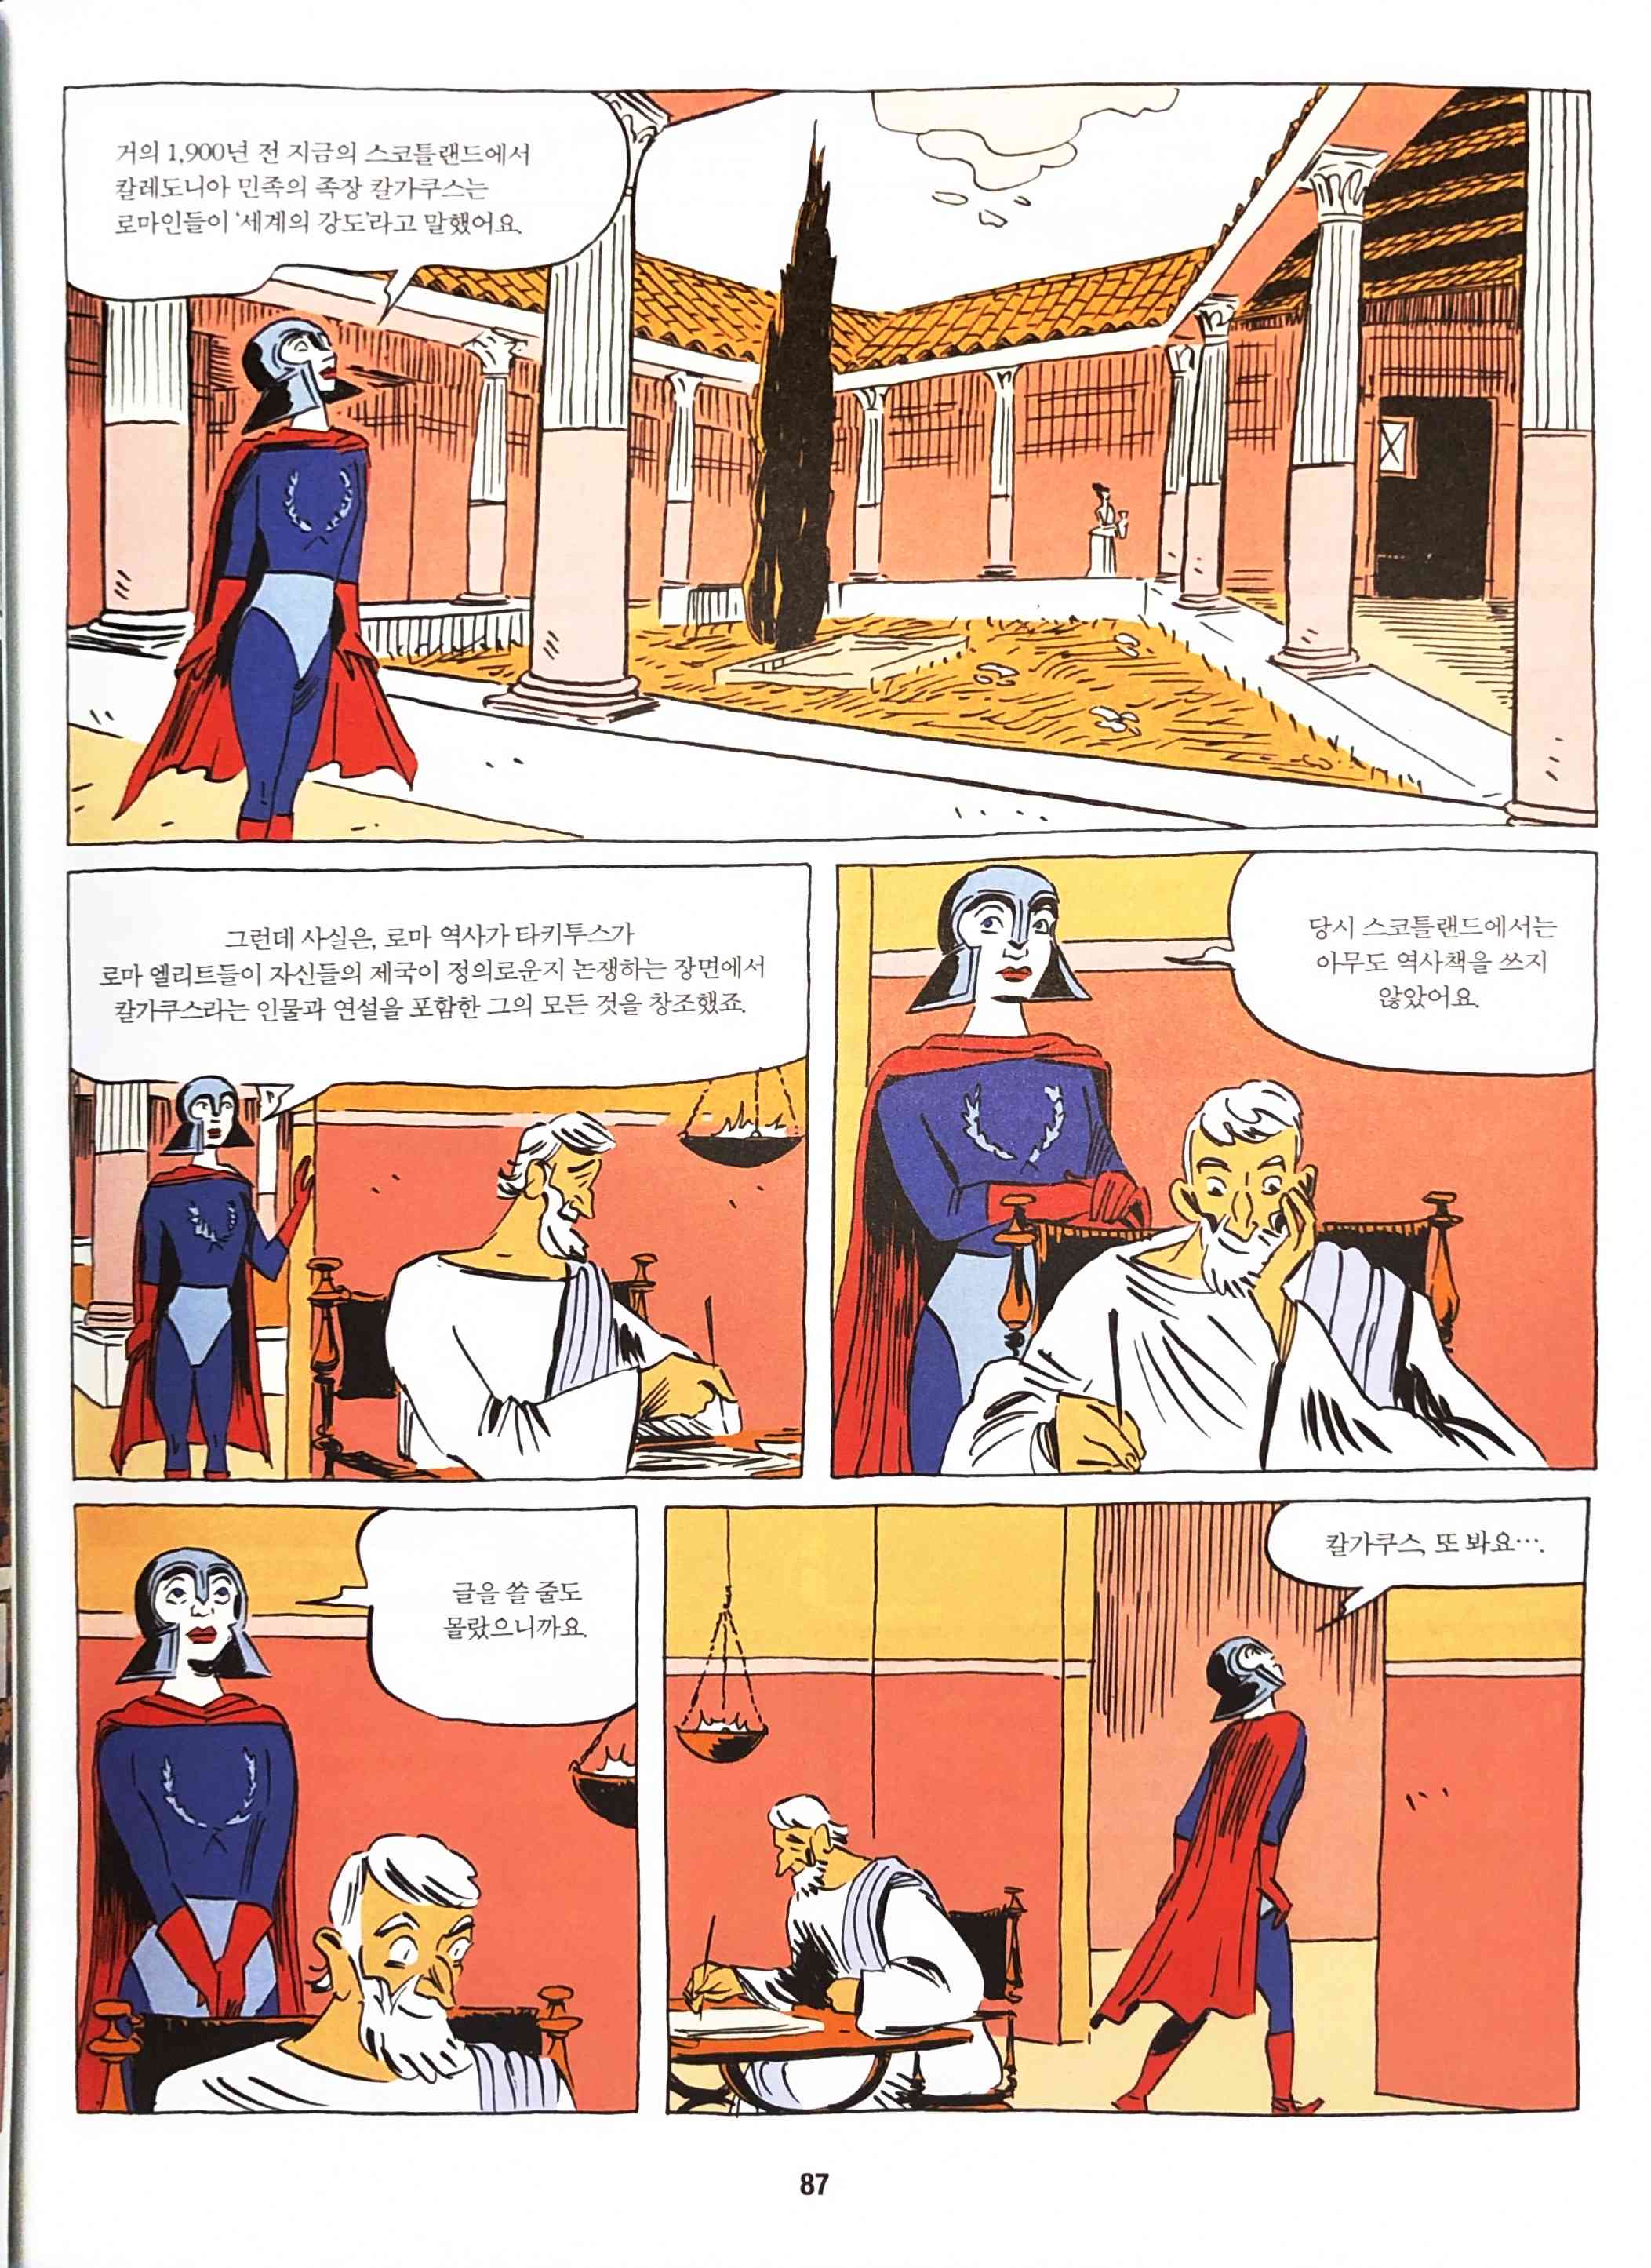 거의 1,900년 전 지금의 스코틀랜드에서
칼레도니아 민족의 족장 칼가쿠스는
로마인들이 '세계의 강도'라고 말했어요.
그런데 사실은, 로마 역사가 타키투스가
로마 엘리트들이 자신들의 제국이 정의로운지 논쟁하는 장면에서
칼가쿠스라는 인물과 연설을 포함한 그의 모든 것을 창조했죠.
당시 스코틀랜드에서는
아무도 역사책을 쓰지
않았어요.
글을 쓸 줄도
몰랐으니까요.
칼가쿠스, 또 봐요….
87